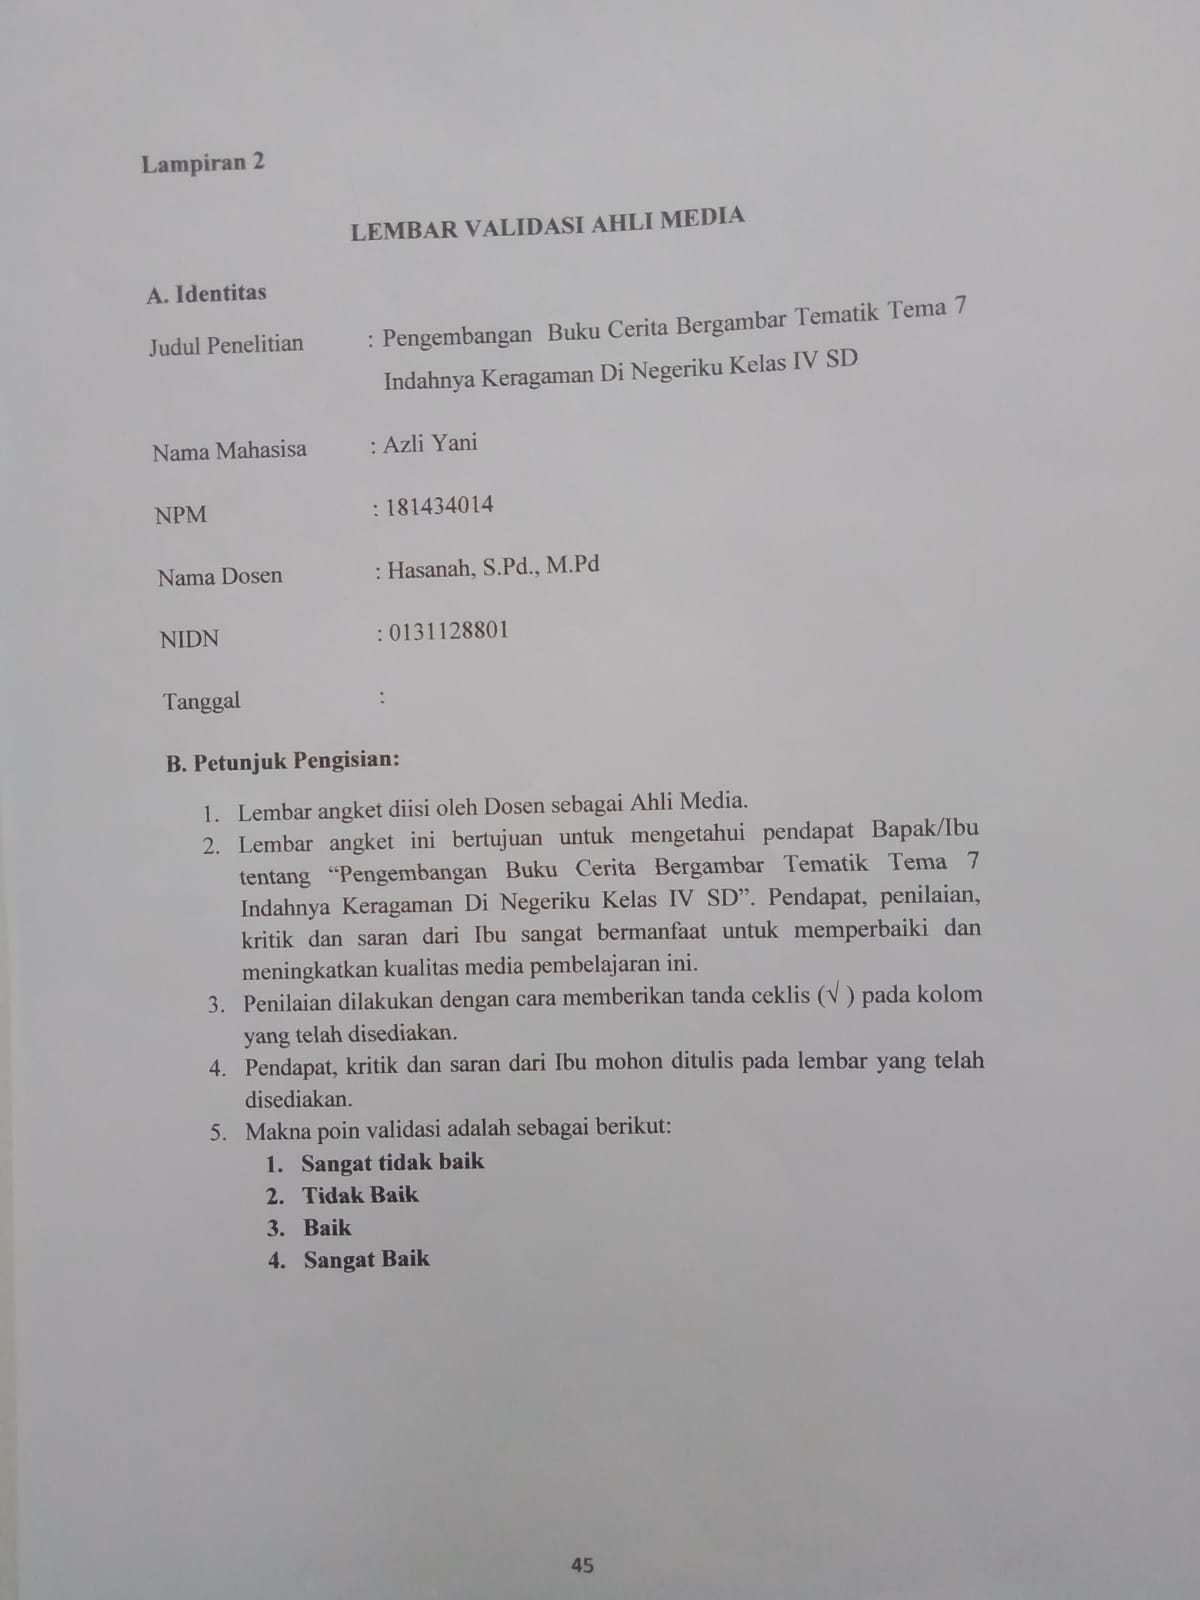 Lampiran 2
LEMBAR VALIDASI AHLI MEDIA
A. Identitas
Judul Penelitian : Pengembangan Buku Cerita Bergambar Tematik Tema 7
Indahnya Keragaman Di Negeriku Kelas IV SD
Nama Mahasisa : Azli Yani
NPM : 181434014
Nama Dosen : Hasanah, S.Pd., M.Pd
NIDN : 0131128801
Tanggal :
B. Petunjuk Pengisian:
1. Lembar angket diisi oleh Dosen sebagai Ahli Media.
2. Lembar angket ini bertujuan untuk mengetahui pendapat Bapak/Ibu
tentang “Pengembangan Buku Cerita Bergambar Tematik Tema 7
Indahnya Keragaman Di Negeriku Kelas IV SD”. Pendapat, penilaian,
kritik dan saran dari Ibu sangat bermanfaat untuk memperbaiki dan
meningkatkan kualitas media pembelajaran ini.
3. Penilaian dilakukan dengan cara memberikan tanda ceklis (√ ) pada kolom
yang telah disediakan.
4. Pendapat, kritik dan saran dari Ibu mohon ditulis pada lembar yang telah
disediakan.
5. Makna poin validasi adalah sebagai berikut:
1. Sangat tidak baik
2. Tidak Baik
3. Baik
4. Sangat Baik
45